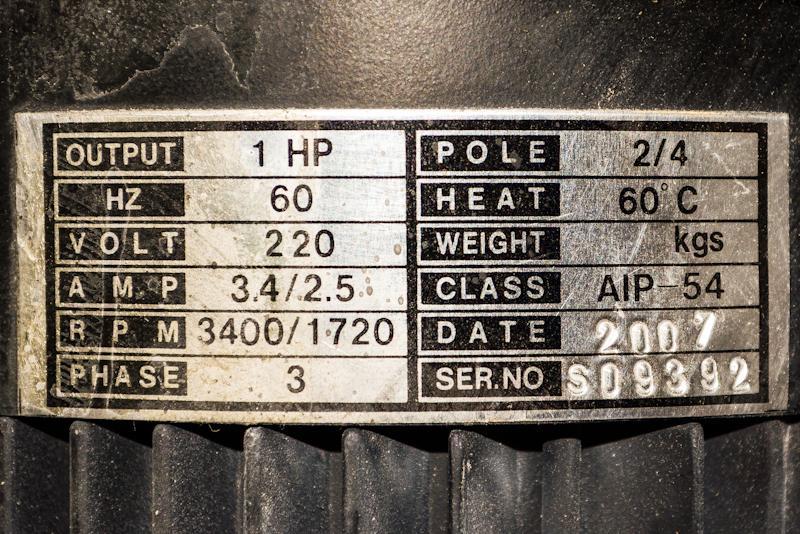 OUTPUT 1 HP POLE 2/4
HZ 60 HEAT 60°C
VOLT 220 WEIGHT kgs
AMP 3.4/2.5 CLASS AIP-54
RPM 3400/1720 DATE 2007
PHASE 3 SER.NO S09392